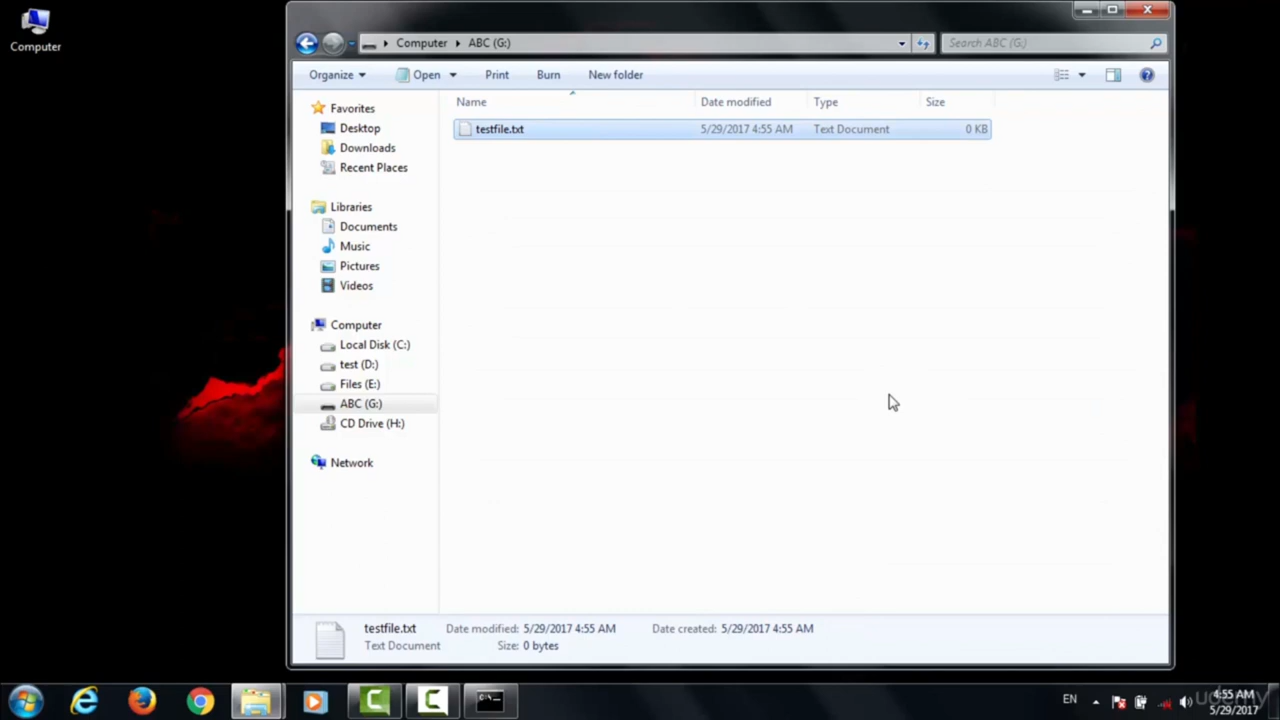 Computer
Computer ▸ ABC (G:)
Search ABC (G:)
Organize Open Print Burn New folder
Name Date modified Type Size
testfile.txt 5/29/2017 4:55 AM Text Document 0 KB
Favorites
Desktop
Downloads
Recent Places
Libraries
Documents
Music
Pictures
Videos
Computer
Local Disk (C:)
test (D:)
Files (E:)
ABC (G:)
CD Drive (H:)
Network
testfile.txt Date modified: 5/29/2017 4:55 AM Date created: 5/29/2017 4:55 AM
Text Document Size: 0 bytes
EN
4:55 AM
5/29/2017
udemy